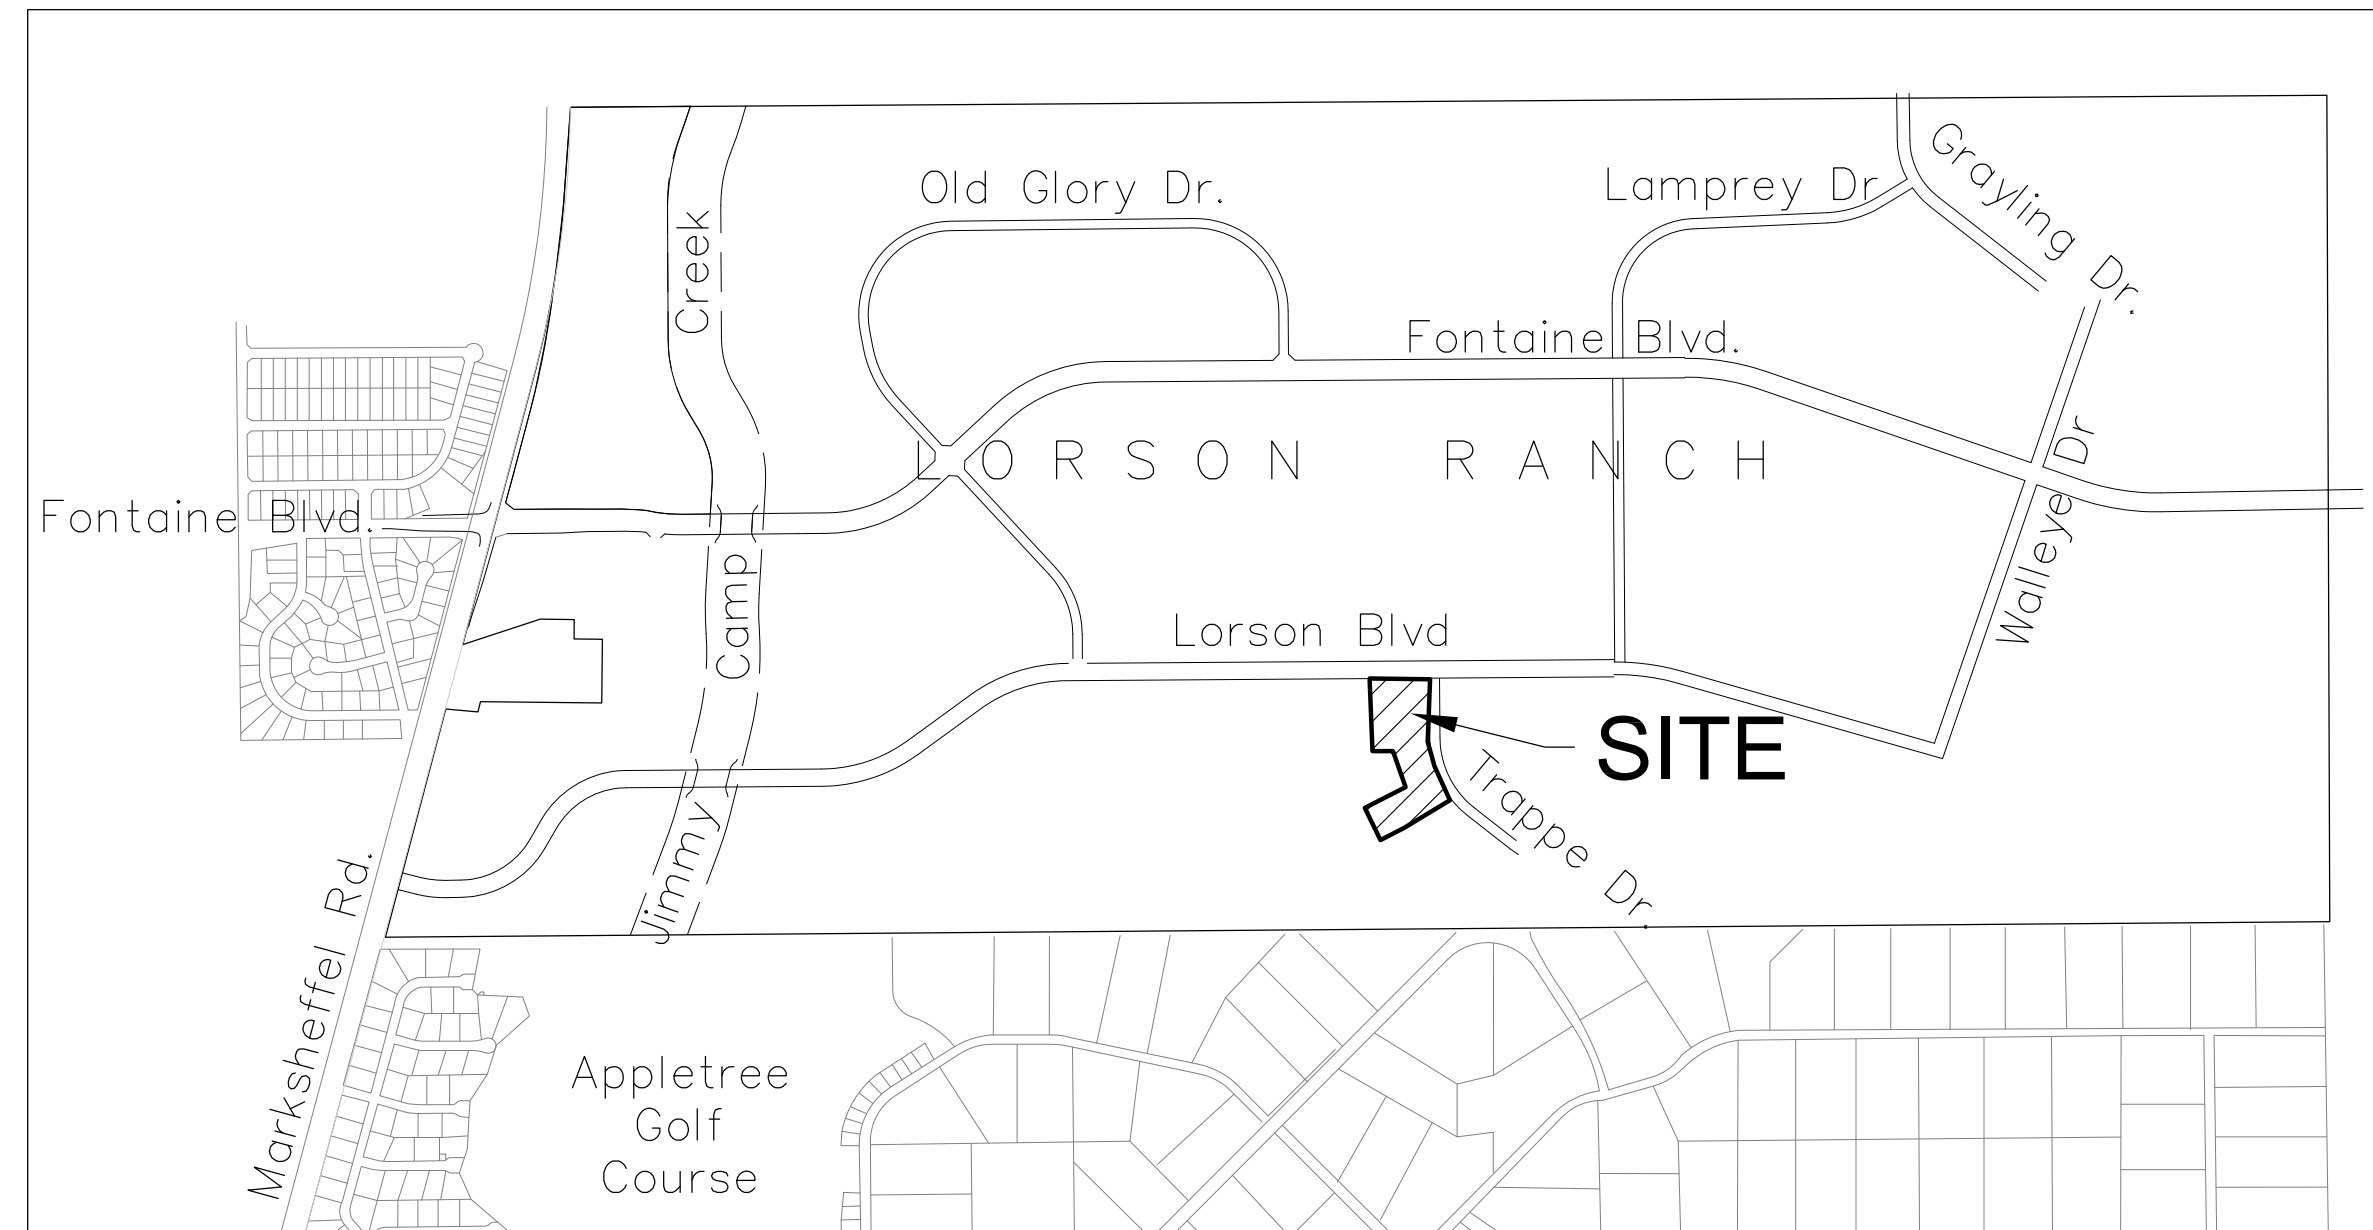 Old Glory Dr.
Lamprey Dr
Grayling Dr.
Fontaine Blvd.
LORSON RANCH
Fontaine Blvd.
Walleye Dr
Lorson Blvd
SITE
Trappe Dr.
Jimmy Camp Creek
Marksheffel Rd.
Appletree
Golf
Course